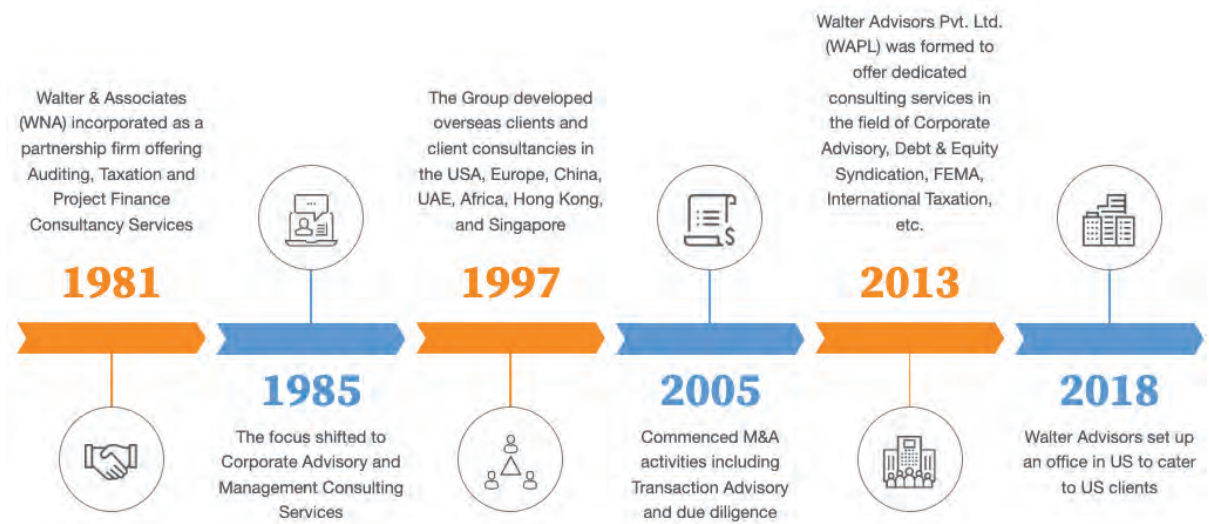 Walter & Associates
(WNA) incorporated as a
partnership firm offering
Auditing, Taxation and
Project Finance
Consultancy Services
1981
1985
The focus shifted to
Corporate Advisory and
Management Consulting
Services
The Group developed
overseas clients and
client consultancies in
the USA, Europe, China,
UAE, Africa, Hong Kong,
and Singapore
1997
2005
Commenced M&A
activities including
Transaction Advisory
and due diligence
Walter Advisors Pvt. Ltd.
(WAPL) was formed to
offer dedicated
consulting services in
the field of Corporate
Advisory, Debt & Equity
Syndication, FEMA,
International Taxation,
etc.
2013
2018
Walter Advisors set up
an office in US to cater
to US clients